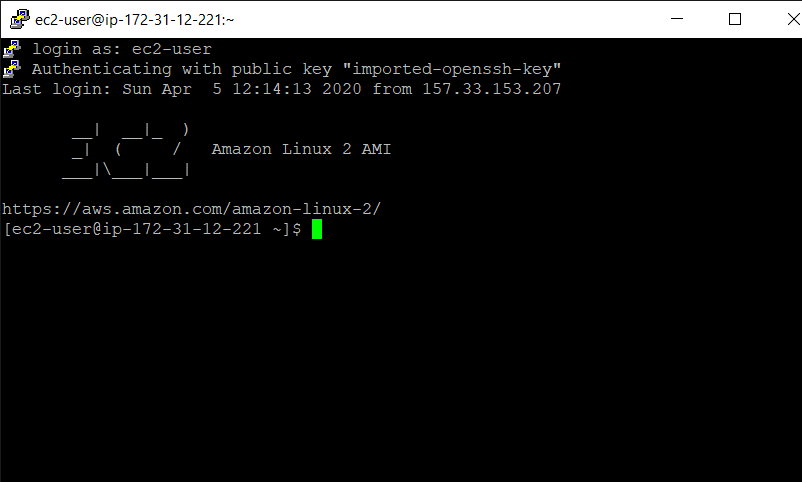 ec2-user@ip-172-31-12-221:~
login as: ec2-user
Authenticating with public key "imported-openssh-key"
Last login: Sun Apr  5 12:14:13 2020 from 157.33.153.207
       __|  __|_  )
       _|  (     /   Amazon Linux 2 AMI
      ___|\___|___|
https://aws.amazon.com/amazon-linux-2/
[ec2-user@ip-172-31-12-221 ~]$